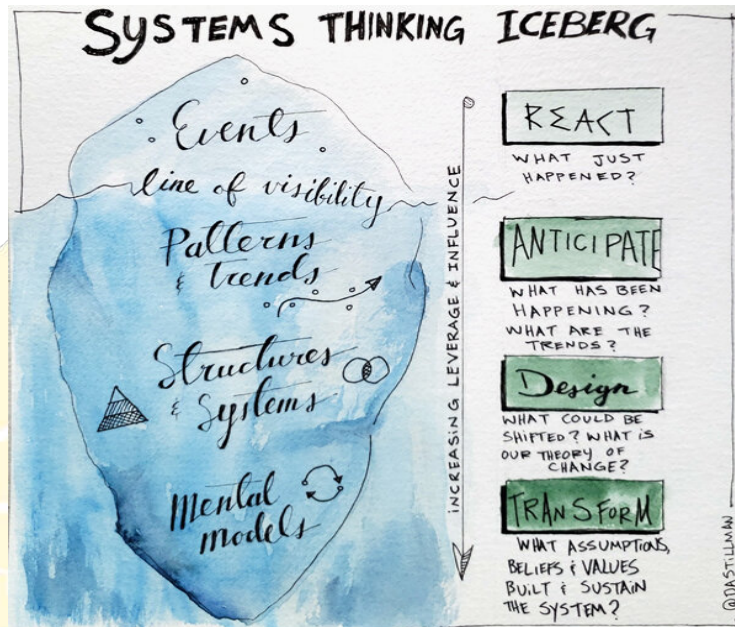 SYSTEMS THINKING ICEBERG
Events
line of visibility
Patterns
& trends
Structures
& Systems
Mental
models
INCREASING LEVERAGE & INFLUENCE
REACT
WHAT JUST
HAPPENED?
ANTICIPATE
WHAT HAS BEEN
HAPPENING?
WHAT ARE THE
TRENDS?
Design
WHAT COULD BE
SHIFTED? WHAT IS
OUR THEORY OF
CHANGE?
TRANSFORM
WHAT ASSUMPTIONS,
BELIEFS & VALUES
BUILT & SUSTAIN
THE SYSTEM?
@DASTILLMAN